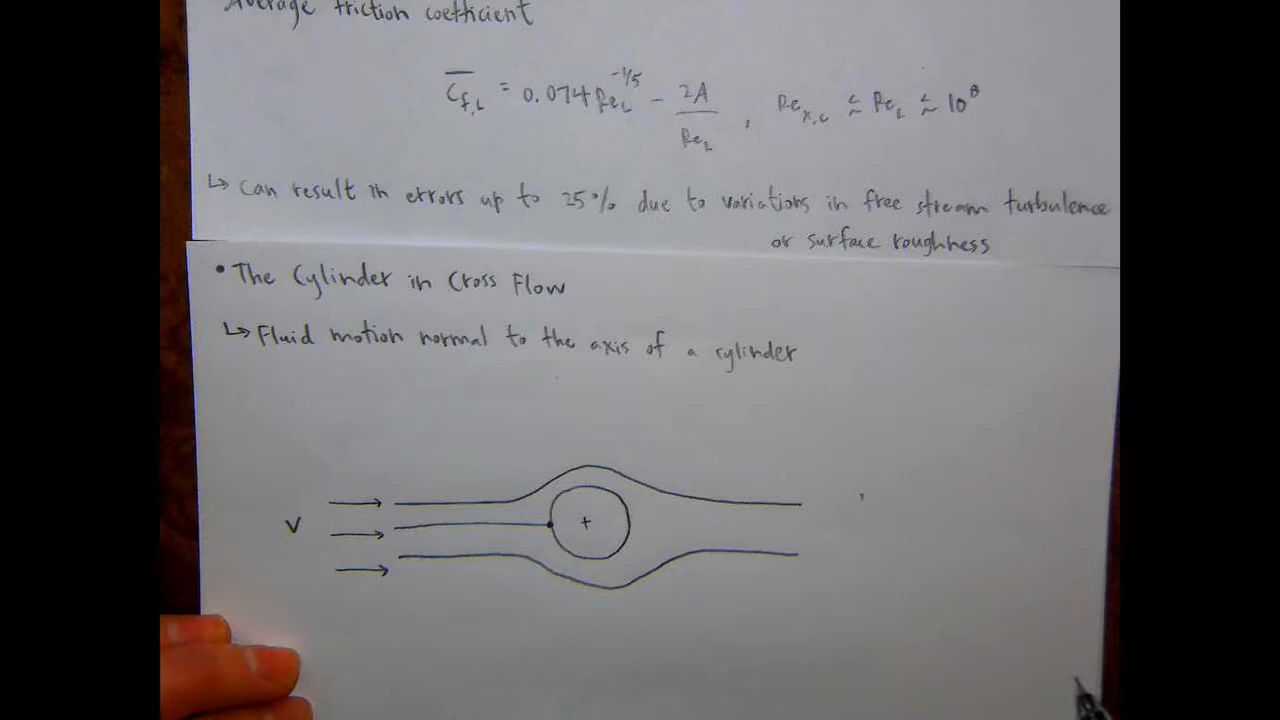 Average friction coefficient
C̅f,L = 0.074 ReL^-1/5 - 2A/ReL , Rex,c ≲ ReL ≲ 10^8
↳ can result in errors up to 25% due to variations in free stream turbulence
or surface roughness
• The Cylinder in Cross Flow
↳ Fluid motion normal to the axis of a cylinder
V
+